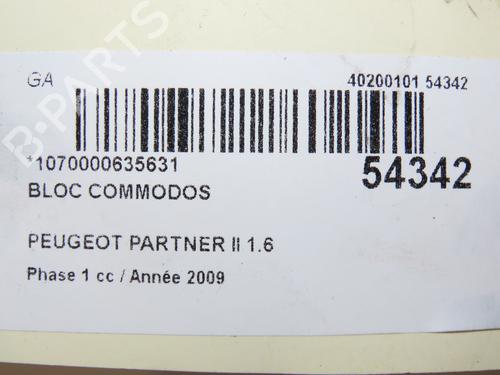 GA
40200101 54342
*1070000635631
54342
BLOC COMMODOS
PEUGEOT PARTNER II 1.6
Phase 1 cc / Année 2009
B-PARTS